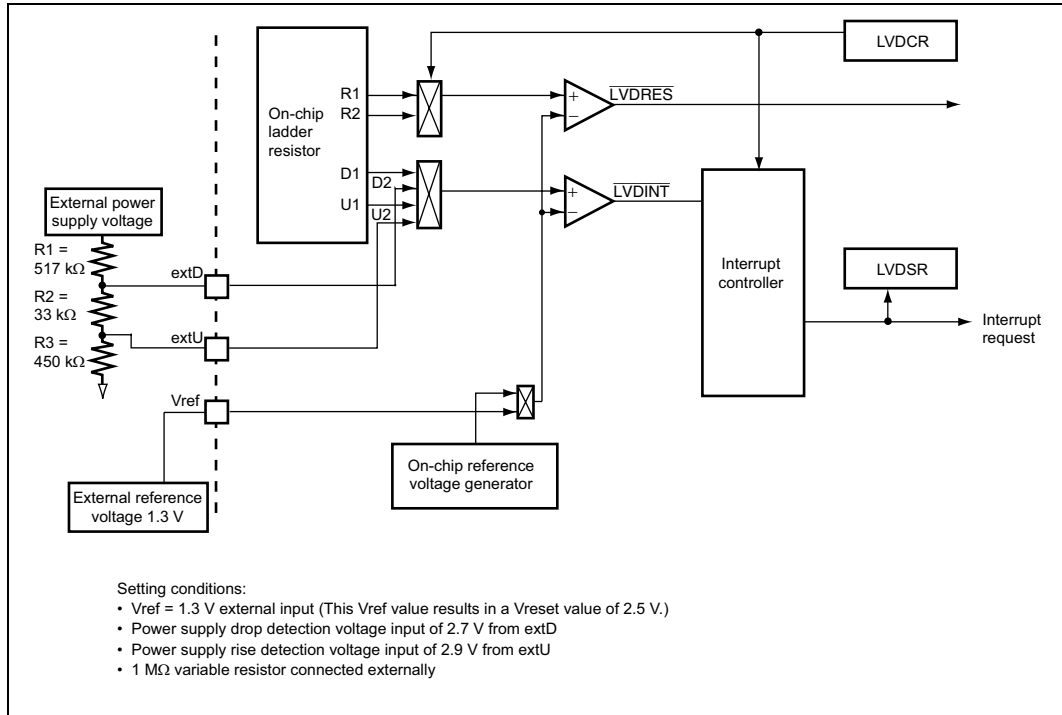 LVDCR
On-chip
ladder
resistor
R1
R2
D1
D2
U1
U2
LVDRES
LVDINT
External power
supply voltage
R1 =
517 kΩ
R2 =
33 kΩ
R3 =
450 kΩ
extD
extU
Vref
Interrupt
controller
LVDSR
Interrupt
request
On-chip reference
voltage generator
External reference
voltage 1.3 V
Setting conditions:
• Vref = 1.3 V external input (This Vref value results in a Vreset value of 2.5 V.)
• Power supply drop detection voltage input of 2.7 V from extD
• Power supply rise detection voltage input of 2.9 V from extU
• 1 MΩ variable resistor connected externally